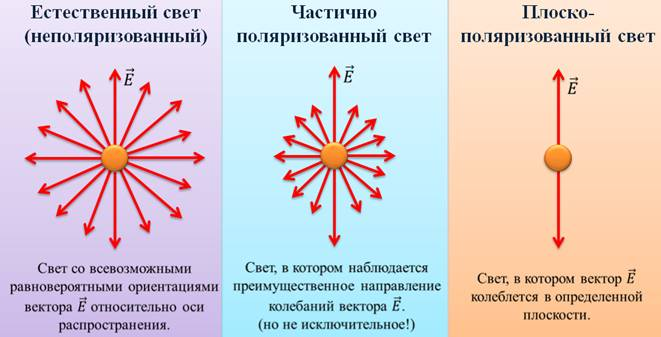 Естественный свет
(неполяризованный)
E
Свет со всевозможными
равновероятными ориентациями
вектора E относительно оси
распространения.
Частично
поляризованный свет
E
Свет, в котором наблюдается
преимущественное направление
колебаний вектора E.
(но не исключительное!)
Плоско-
поляризованный свет
E
Свет, в котором вектор E
колеблется в определенной
плоскости.